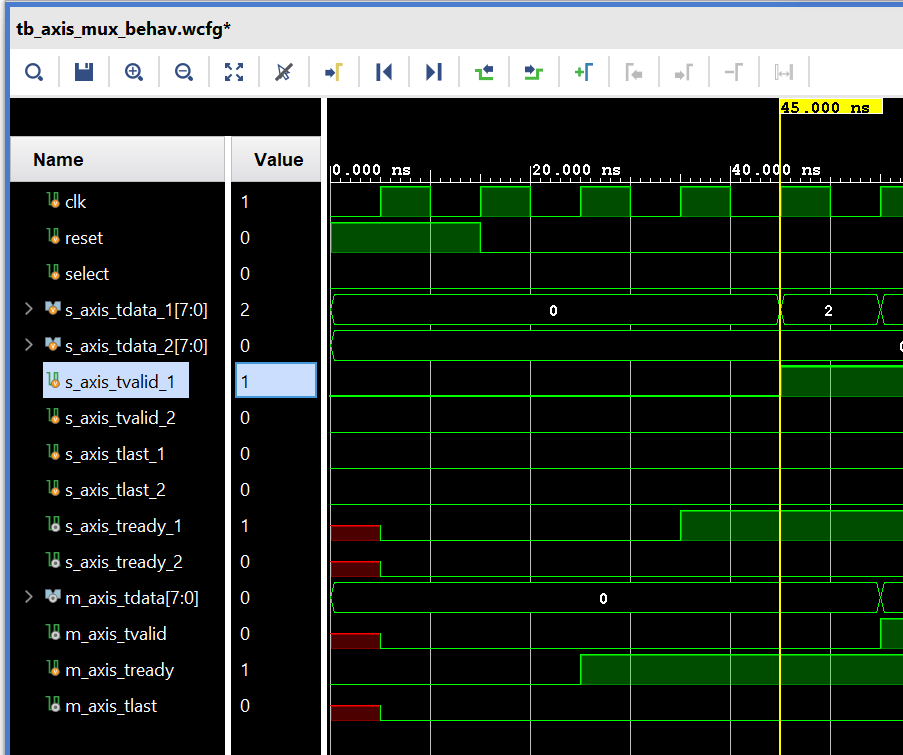 tb_axis_mux_behav.wcfg*
45.000 ns
Name Value 0.000 ns 20.000 ns 40.000 ns
clk 1
reset 0
select 0
s_axis_tdata_1[7:0] 2 0 2
s_axis_tdata_2[7:0] 0
s_axis_tvalid_1 1
s_axis_tvalid_2 0
s_axis_tlast_1 0
s_axis_tlast_2 0
s_axis_tready_1 1
s_axis_tready_2 0
m_axis_tdata[7:0] 0 0
m_axis_tvalid 0
m_axis_tready 1
m_axis_tlast 0